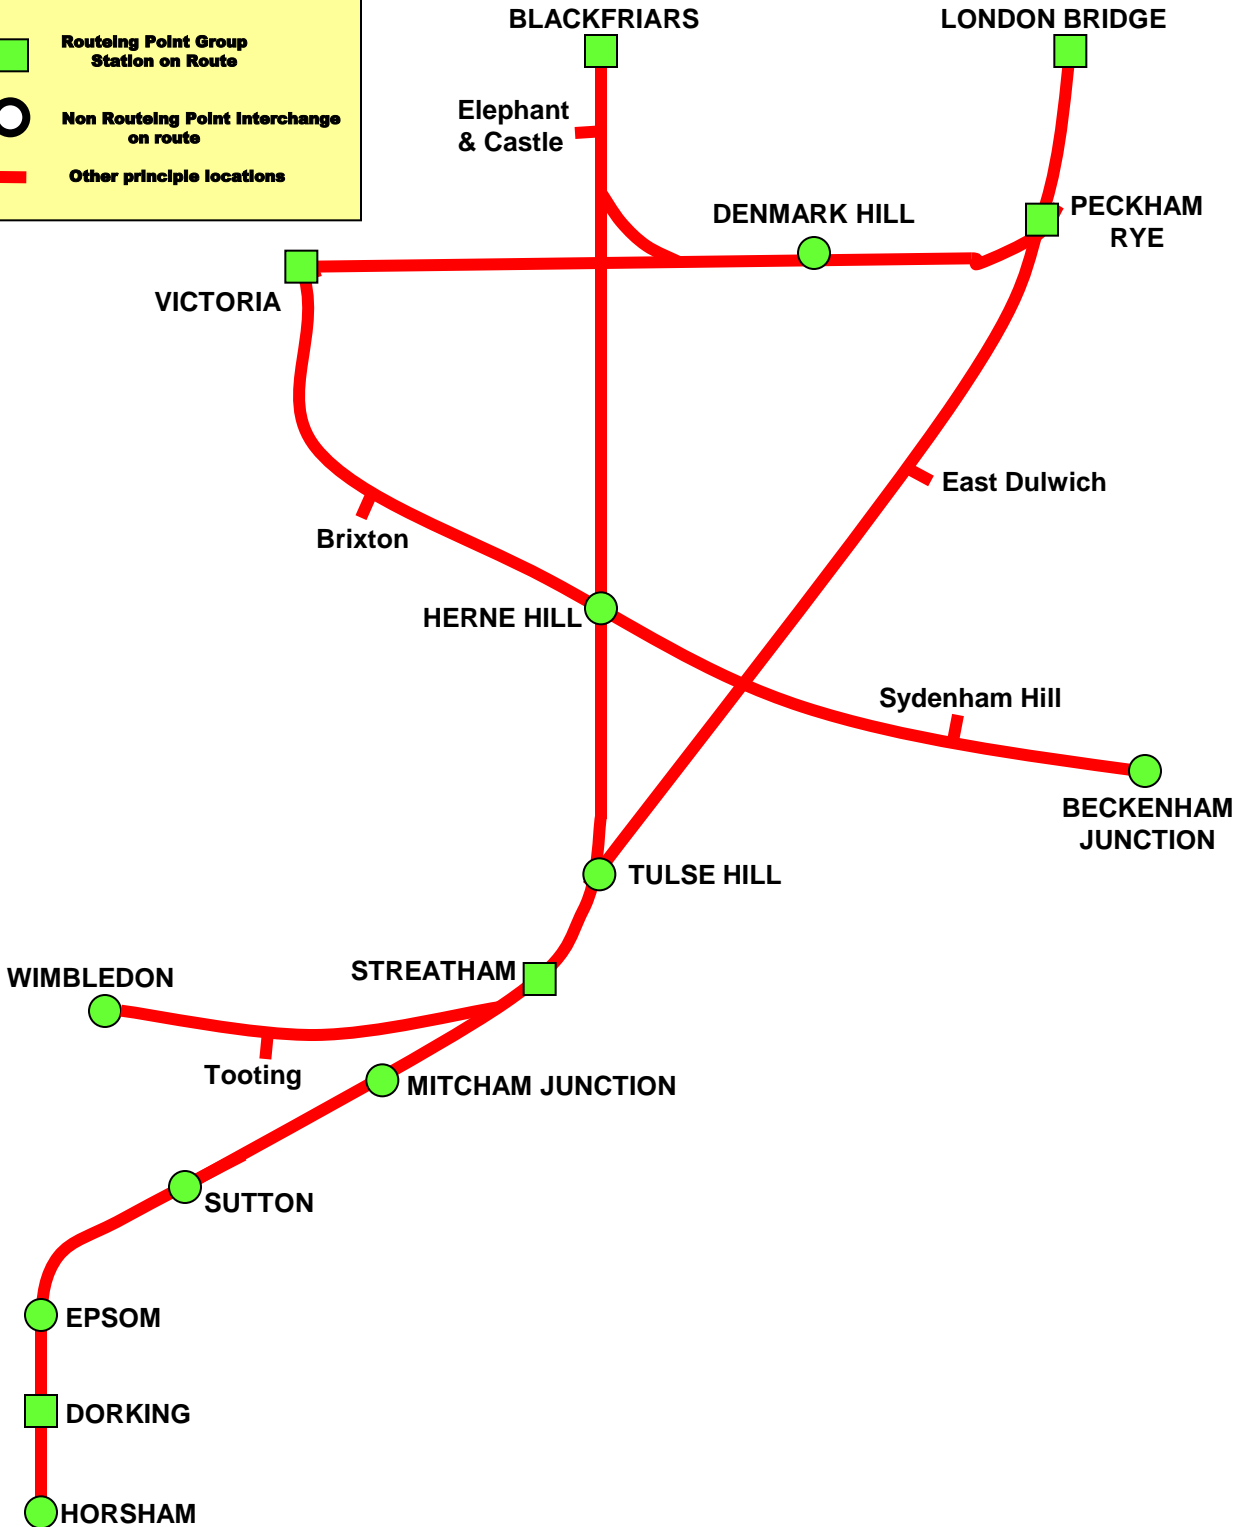 BLACKFRIARS
LONDON BRIDGE
Routeing Point Group
Station on Route
Non Routeing Point Interchange
on route
Other principle locations
Elephant
& Castle
DENMARK HILL
PECKHAM
RYE
VICTORIA
East Dulwich
Brixton
HERNE HILL
Sydenham Hill
BECKENHAM
JUNCTION
TULSE HILL
STREATHAM
WIMBLEDON
Tooting
MITCHAM JUNCTION
SUTTON
EPSOM
DORKING
HORSHAM